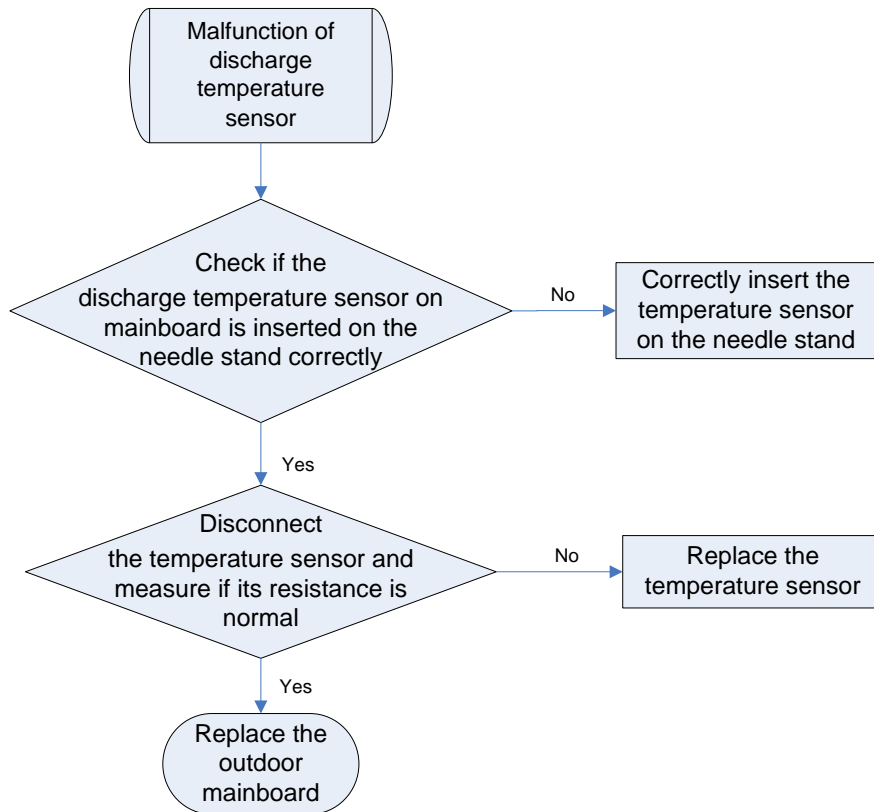 Malfunction of
discharge
temperature
sensor
Check if the
discharge temperature sensor on
mainboard is inserted on the
needle stand correctly
No
Correctly insert the
temperature sensor
on the needle stand
Yes
Disconnect
the temperature sensor and
measure if its resistance is
normal
No
Replace the
temperature sensor
Yes
Replace the
outdoor
mainboard